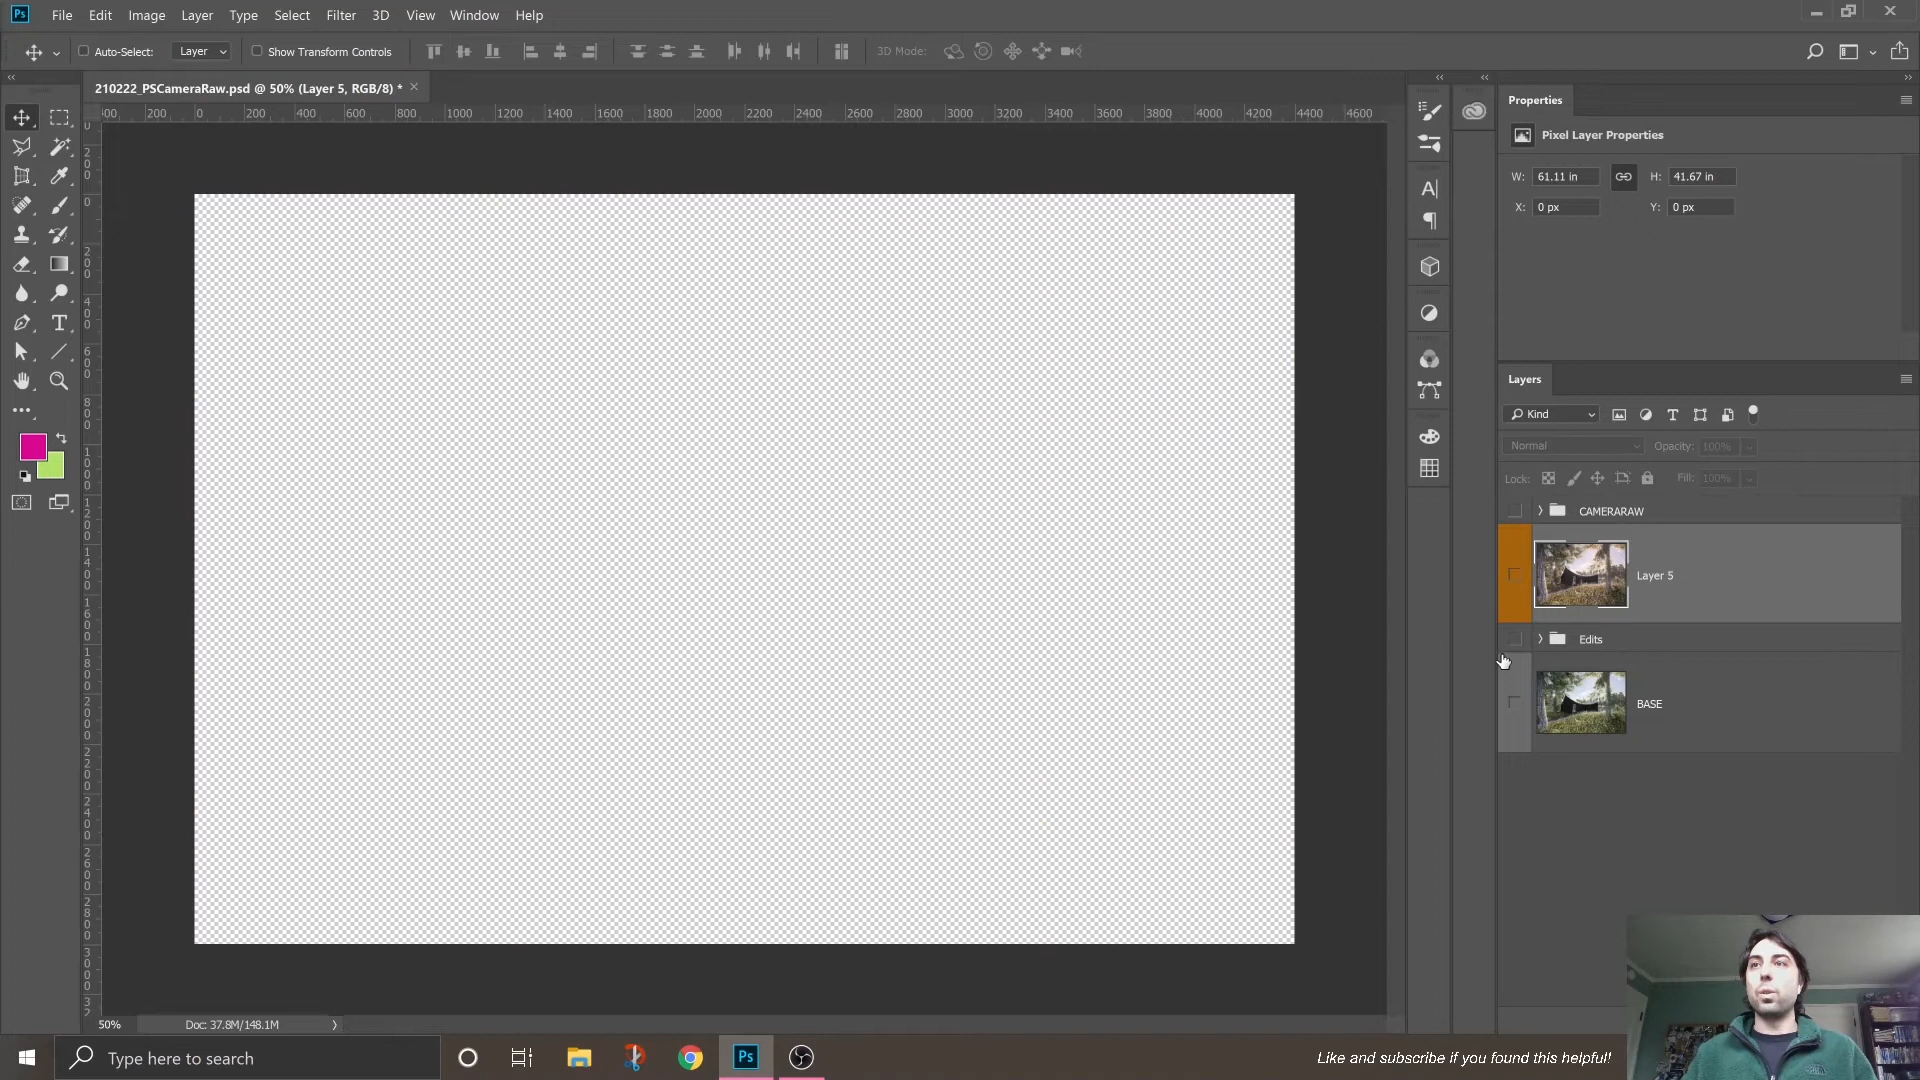 Ps File Edit Image Layer Type Select Filter 3D View Window Help
Auto-Select: Layer Show Transform Controls 3D Mode:
210222_PSCameraRaw.psd @ 50% (Layer 5, RGB/8) *
200 0 200 400 600 800 1000 1200 1400 1600 1800 2000 2200 2400 2600 2800 3000 3200 3400 3600 3800 4000 4200 4400 4600
Properties
Pixel Layer Properties
W: 61.11 in H: 41.67 in
X: 0 px Y: 0 px
Layers
Kind
Normal Opacity: 100%
Lock: Fill: 100%
CAMERARAW
Layer 5
Edits
BASE
50% Doc: 37.8M/148.1M
Type here to search
Ps
Like and subscribe if you found this helpful!